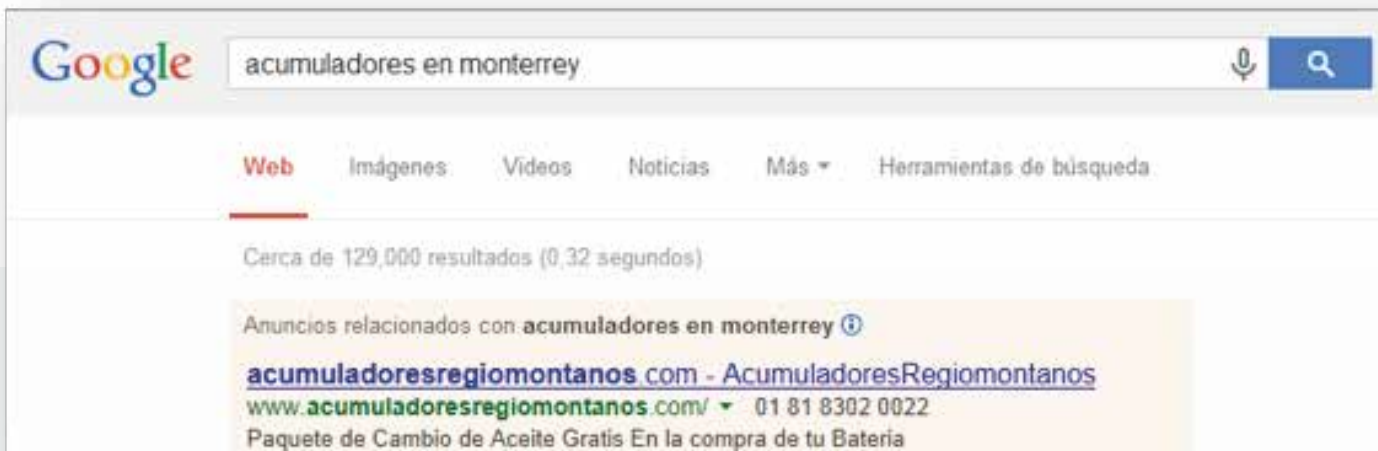 Google acumuladores en monterrey
Web Imágenes Videos Noticias Más Herramientas de búsqueda
Cerca de 129,000 resultados (0,32 segundos)
Anuncios relacionados con acumuladores en monterrey
acumuladoresregiomontanos.com - AcumuladoresRegiomontanos
www.acumuladoresregiomontanos.com/ 01 81 8302 0022
Paquete de Cambio de Aceite Gratis En la compra de tu Bateria